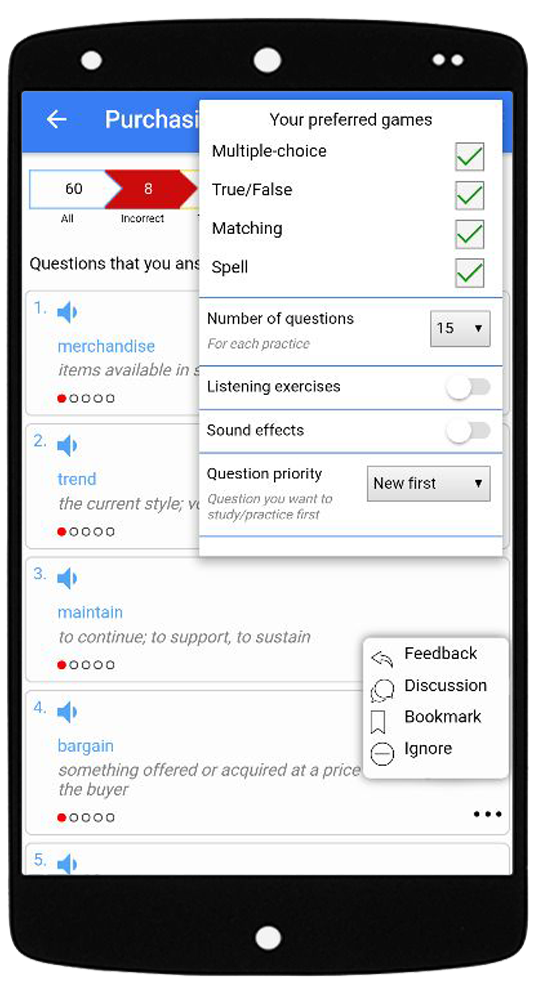 Purchasi
Your preferred games
Multiple-choice
True/False
Matching
Spell
60
8
All
Incorrect
Questions that you ans
Number of questions
For each practice
15
Listening exercises
Sound effects
Question priority
Question you want to
study/practice first
New first
1.
merchandise
items available in s
2.
trend
the current style; v
3.
maintain
to continue; to support, to sustain
Feedback
Discussion
Bookmark
Ignore
4.
bargain
something offered or acquired at a price
the buyer
5.